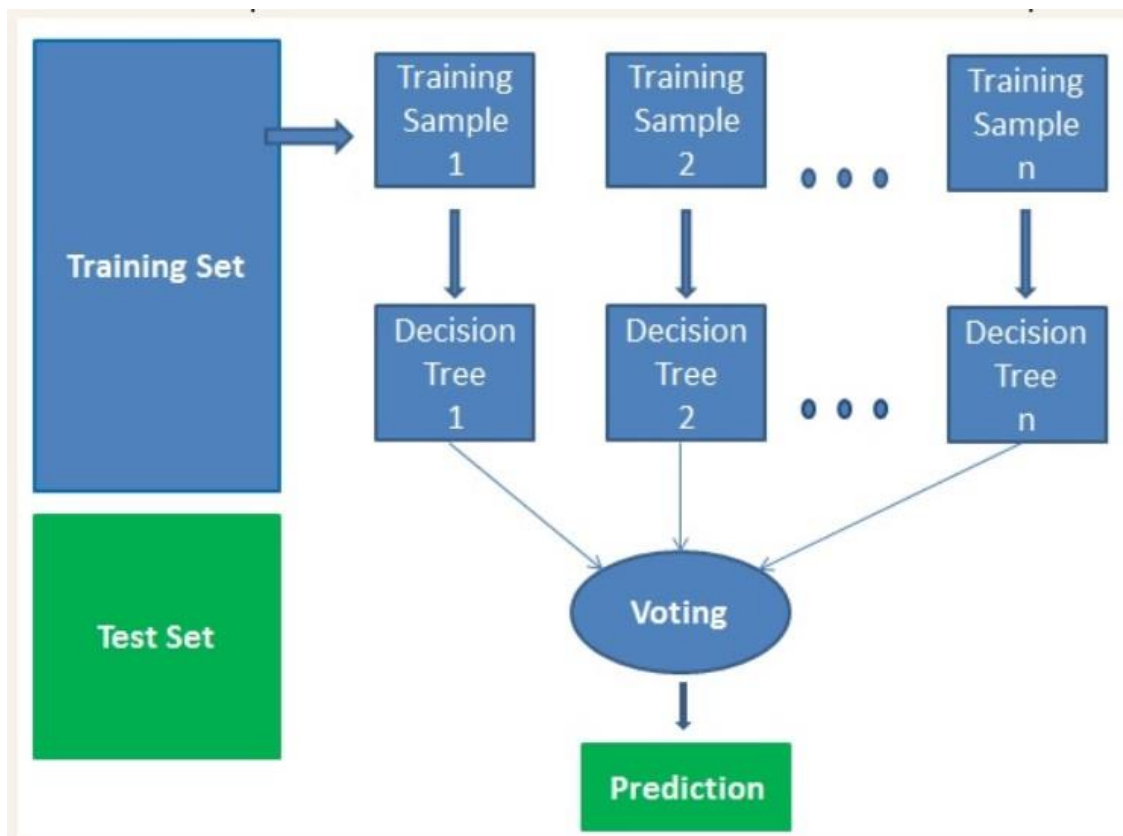 Training
Sample
1
Training
Sample
2
Training
Sample
n
Training Set
Decision
Tree
1
Decision
Tree
2
Decision
Tree
n
Voting
Test Set
Prediction